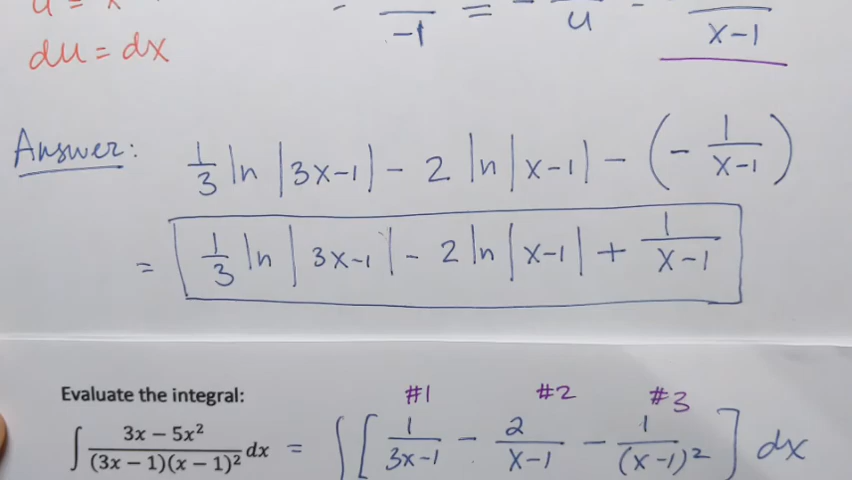 u = x
- —/-1 = - —/u - —/x-1
du = dx
Answer: 1/3 ln |3x-1| - 2 ln |x-1| - (- 1/x-1)
= 1/3 ln |3x-1| - 2 ln |x-1| + 1/x-1
#1 #2 #3
Evaluate the integral:
∫ 3x − 5x²/(3x − 1)(x − 1)² dx = ∫ [ 1/3x-1 - 2/x-1 - 1/(x-1)² ] dx